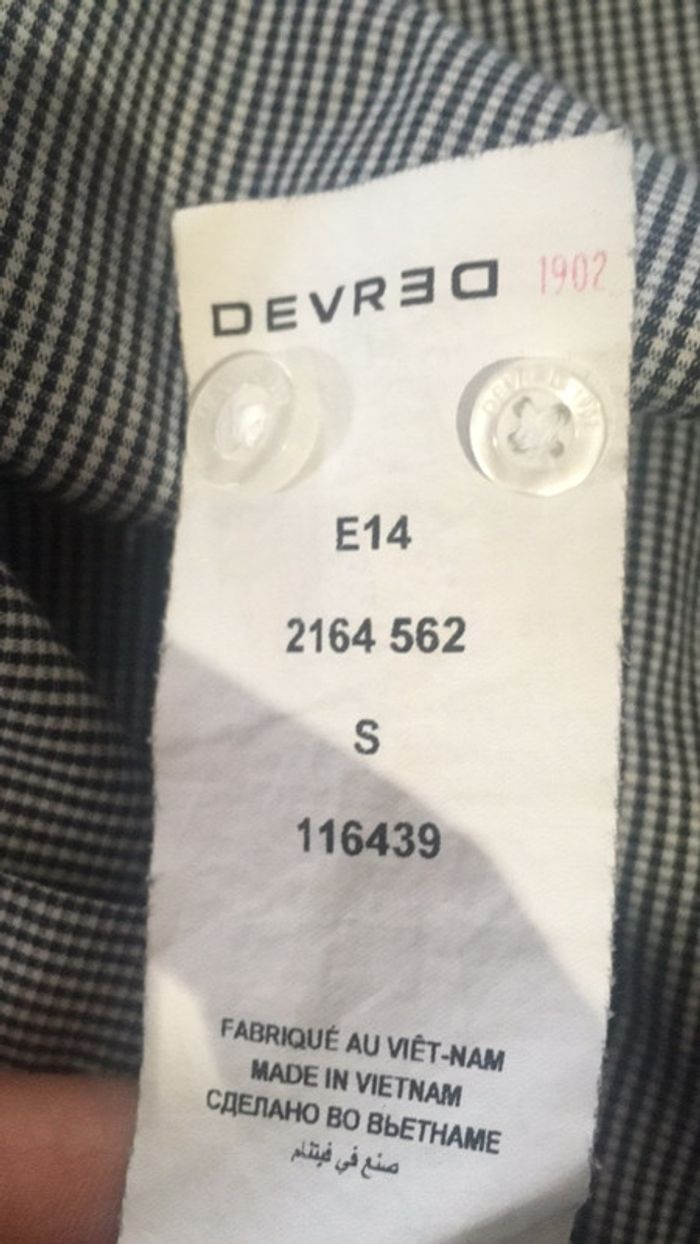 DEVRED 1902
E14
2164 562
S
116439
FABRIQUÉ AU VIÊT-NAM
MADE IN VIETNAM
СДЕЛАНО ВО ВЬЕТНАМЕ
صنع في فيتنام